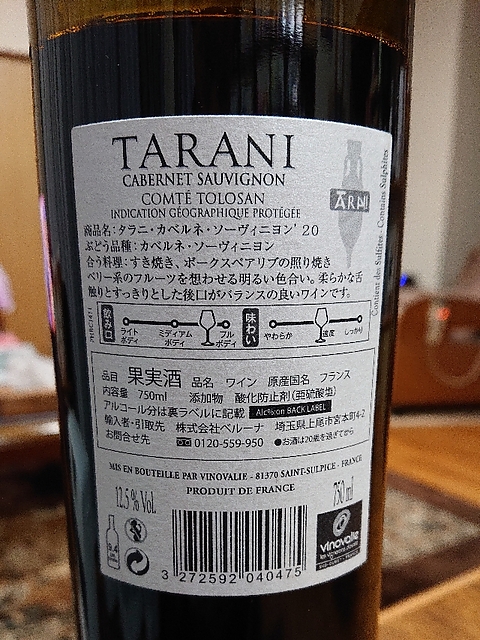 TARANI
CABERNET SAUVIGNON
COMTÉ TOLOSAN
INDICATION GÉOGRAPHIQUE PROTÉGÉE
商品名：タラニ・カベルネ・ソーヴィニヨン' 20
ぶどう品種：カベルネ・ソーヴィニヨン
合う料理：すき焼き、ポークスペアリブの照り焼き
ベリー系のフルーツを想わせる明るい色合い。柔らかな舌
触りとすっきりとした後口がバランスの良いワインです。
ĀRNI
Contient des Sulfites. Contains Sulphites
飲み口 ライトボディ ミディアムボディ フルボディ 味わい やわらか 適度 しっかり
品目 果実酒 品名 ワイン 原産国名 フランス
内容量 750ml 添加物 酸化防止剤(亜硫酸塩)
アルコール分は裏ラベルに記載 Alc%:on BACK LABEL
輸入者・引取先 株式会社ベルーナ 埼玉県上尾市宮本町4-2
お問合せ先 0120-559-950 ●お酒は20歳を過ぎてから
MIS EN BOUTEILLE PAR VINOVALIE - 81370 SAINT-SULPICE - FRANCE
PRODUIT DE FRANCE
12.5 % Vol.
750 ml
9.4
vinovalie
3 272592 040475